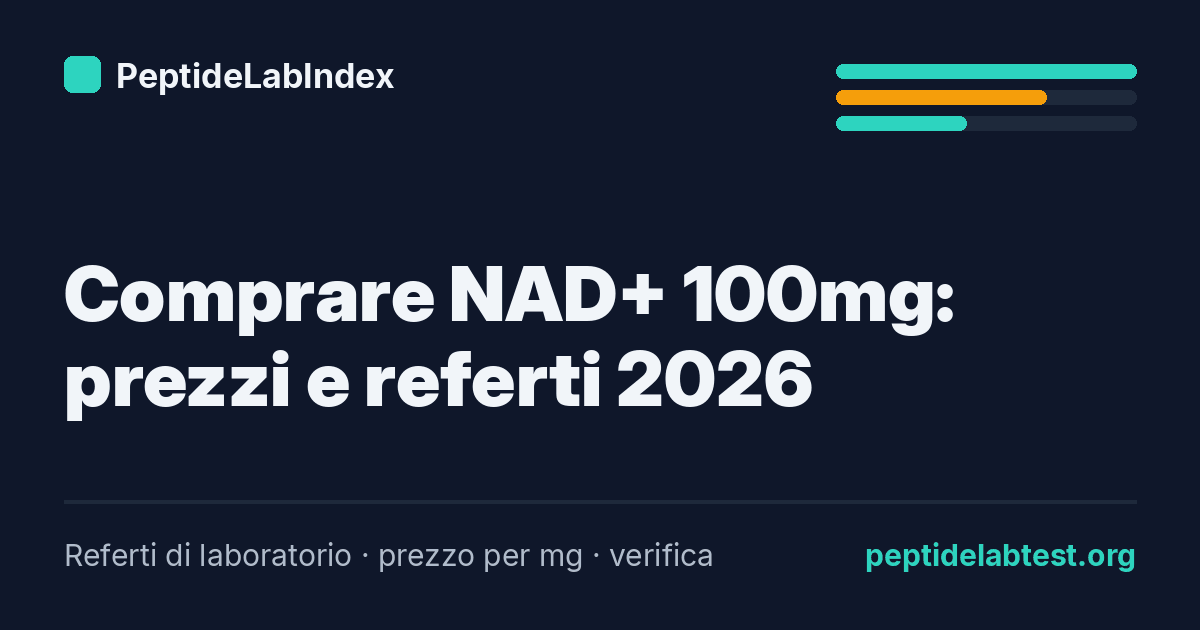 PeptideLabIndex
Comprare NAD+ 100mg:
prezzi e referti 2026
Referti di laboratorio · prezzo per mg · verifica
peptidelabtest.org